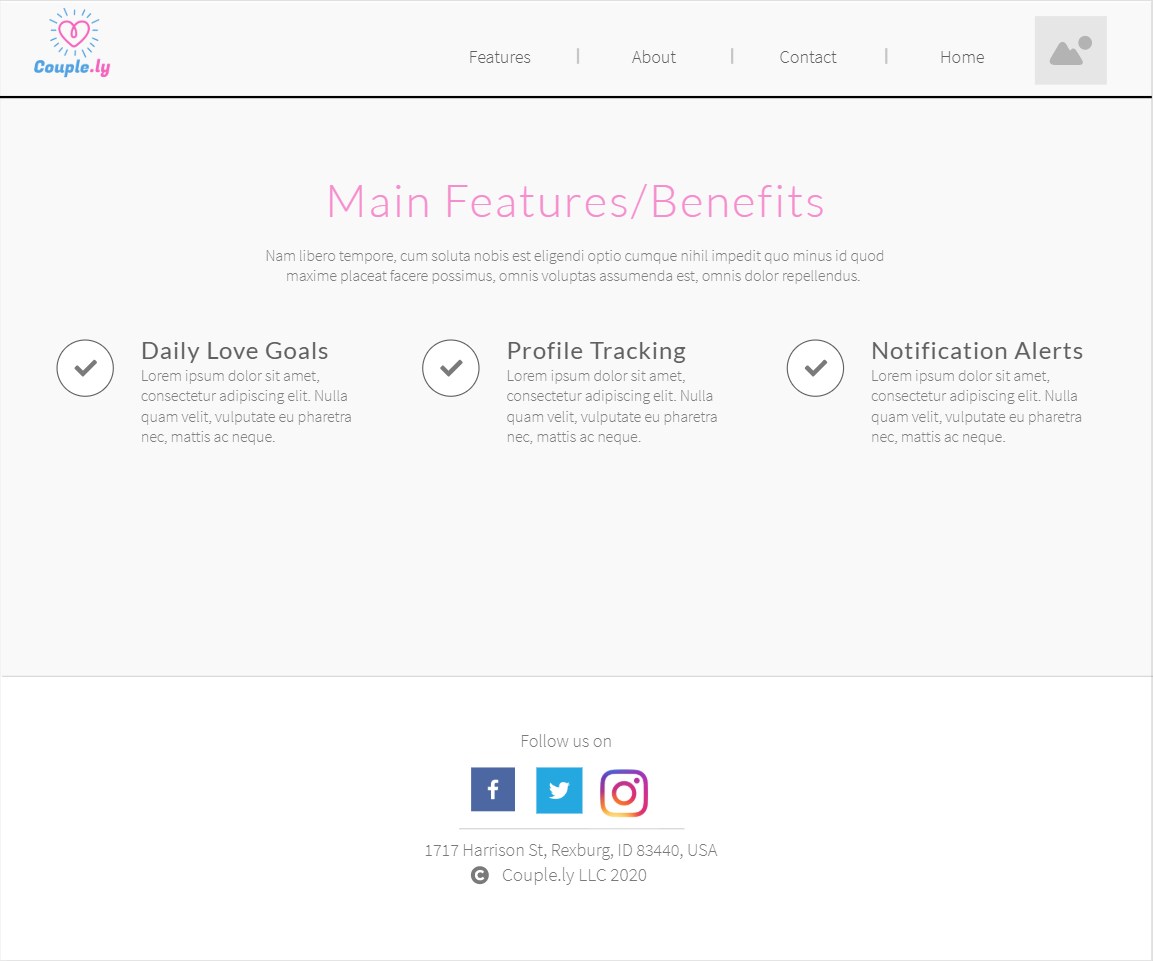 Couple.ly
Features | About | Contact | Home
Main Features/Benefits
Nam libero tempore, cum soluta nobis est eligendi optio cumque nihil impedit quo minus id quod
maxime placeat facere possimus, omnis voluptas assumenda est, omnis dolor repellendus.
Daily Love Goals
Lorem ipsum dolor sit amet,
consectetur adipiscing elit. Nulla
quam velit, vulputate eu pharetra
nec, mattis ac neque.
Profile Tracking
Lorem ipsum dolor sit amet,
consectetur adipiscing elit. Nulla
quam velit, vulputate eu pharetra
nec, mattis ac neque.
Notification Alerts
Lorem ipsum dolor sit amet,
consectetur adipiscing elit. Nulla
quam velit, vulputate eu pharetra
nec, mattis ac neque.
Follow us on
1717 Harrison St, Rexburg, ID 83440, USA
© Couple.ly LLC 2020